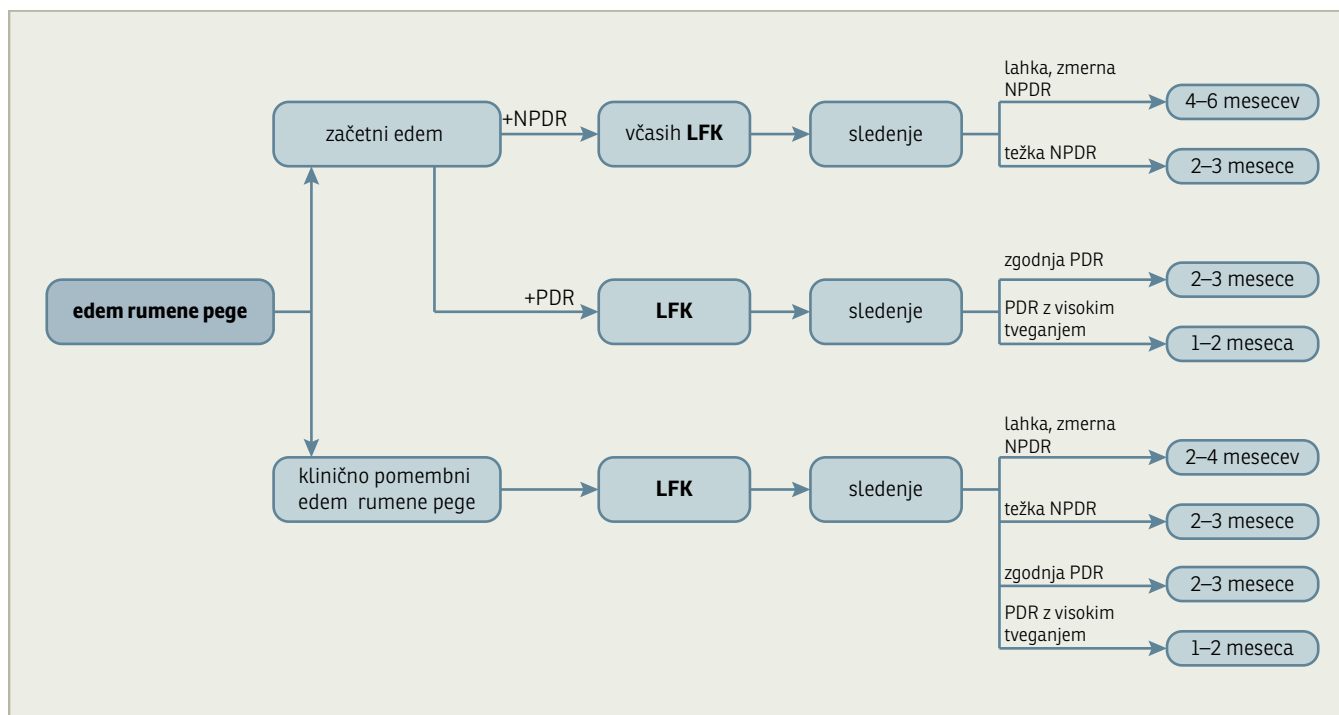 edem rumene pege
začetni edem
+NPDR
včasih LFK
sledenje
lahka, zmerna
NPDR
4–6 mesecev
težka NPDR
2–3 mesece
+PDR
LFK
sledenje
zgodnja PDR
2–3 mesece
PDR z visokim
tveganjem
1–2 meseca
klinično pomembni
edem rumene pege
LFK
sledenje
lahka, zmerna
NPDR
2–4 mesecev
težka NPDR
2–3 mesece
zgodnja PDR
2–3 mesece
PDR z visokim
tveganjem
1–2 meseca